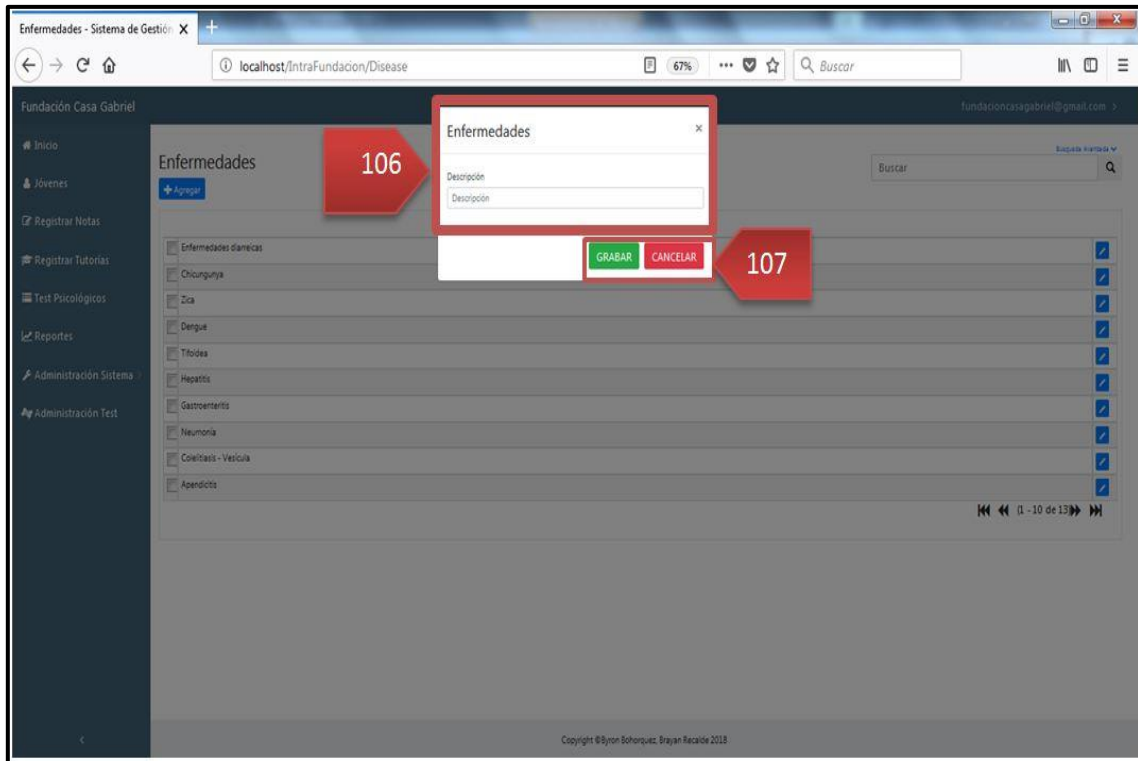 Enfermedades - Sistema de Gestión
localhost/IntraFundacion/Disease
67%
Buscar
Fundación Casa Gabriel
fundacioncasagabriel@gmail.com
Inicio
Jóvenes
Registrar Notas
Registrar Tutorías
Test Psicológicos
Reportes
Administración Sistema
Administración Test
Enfermedades
Agregar
Búsqueda Avanzada
Buscar
106
Enfermedades
×
Descripción
Descripción
GRABAR
CANCELAR
107
Enfermedades diarreicas
Chicungunya
Zica
Dengue
Tifoidea
Hepatitis
Gastroenteritis
Neumonía
Colelitiasis - Vesícula
Apendicitis
(1 - 10 de 13)
Copyright ©Byron Bohorquez, Brayan Recalde 2018